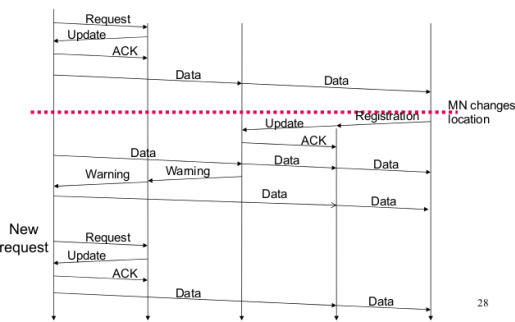 Request
Update
ACK
Data Data
MN changes
location
Registration
Update
ACK
Data
Data
Data
Warning
Warning
Data
Data
New
request
Request
Update
ACK
Data
Data
28